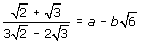 (√2 + √3)/(3√2 − 2√3) = a − b√6